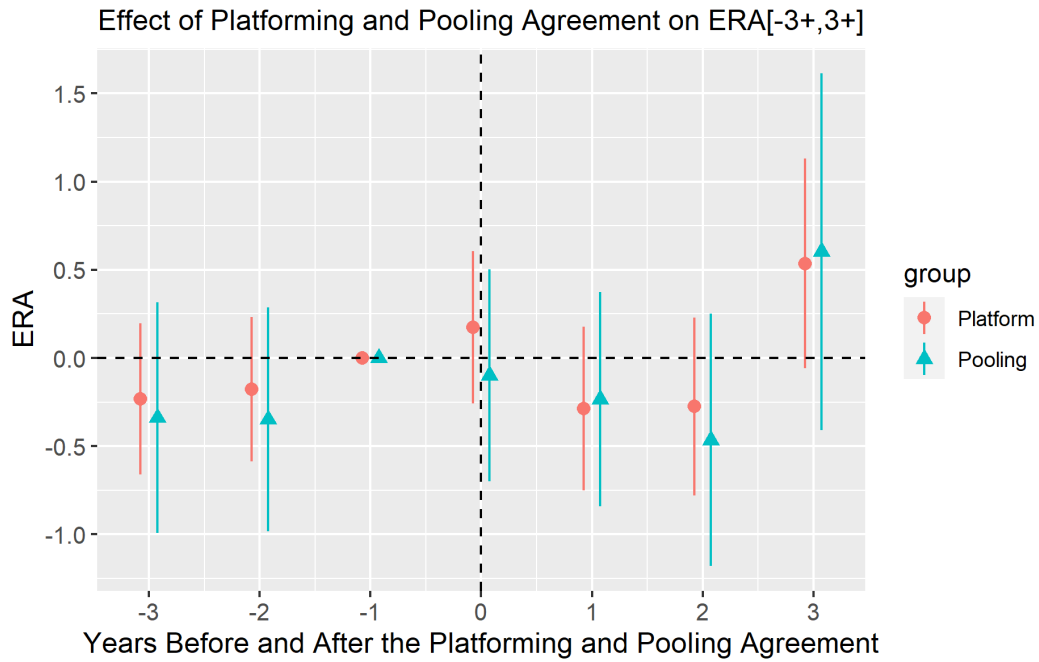 Effect of Platforming and Pooling Agreement on ERA[-3+,3+]
ERA
1.5
1.0
0.5
0.0
-0.5
-1.0
-3 -2 -1 0 1 2 3
Years Before and After the Platforming and Pooling Agreement
group
Platform
Pooling